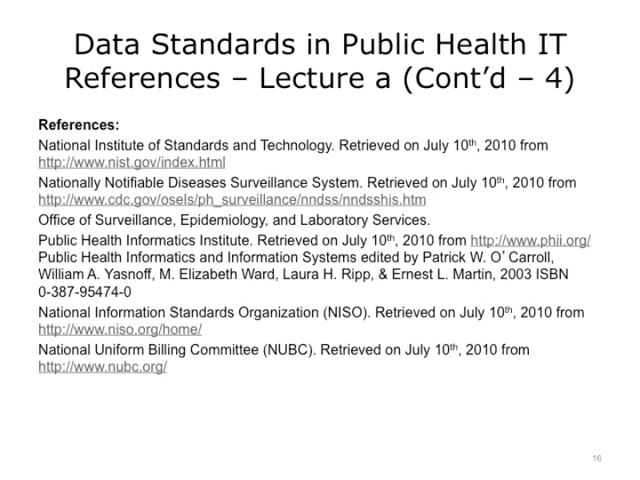 Data Standards in Public Health IT
References – Lecture a (Cont’d – 4)
References:
National Institute of Standards and Technology. Retrieved on July 10th, 2010 from
http://www.nist.gov/index.html
Nationally Notifiable Diseases Surveillance System. Retrieved on July 10th, 2010 from
http://www.cdc.gov/osels/ph_surveillance/nndss/nndsshis.htm
Office of Surveillance, Epidemiology, and Laboratory Services.
Public Health Informatics Institute. Retrieved on July 10th, 2010 from http://www.phii.org/
Public Health Informatics and Information Systems edited by Patrick W. O’ Carroll,
William A. Yasnoff, M. Elizabeth Ward, Laura H. Ripp, & Ernest L. Martin, 2003 ISBN
0-387-95474-0
National Information Standards Organization (NISO). Retrieved on July 10th, 2010 from
http://www.niso.org/home/
National Uniform Billing Committee (NUBC). Retrieved on July 10th, 2010 from
http://www.nubc.org/
16